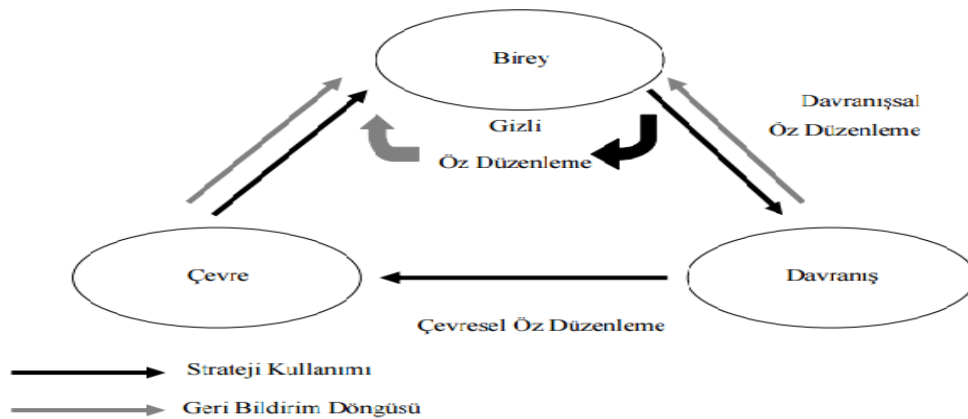 Birey
Davranışsal
Öz Düzenleme
Gizli
Öz Düzenleme
Çevre
Davranış
Çevresel Öz Düzenleme
Strateji Kullanımı
Geri Bildirim Döngüsü